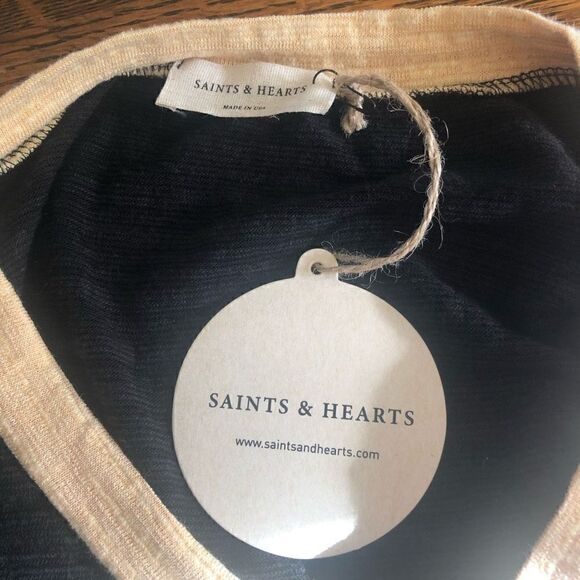 SAINTS & HEARTS
MADE IN USA
SAINTS & HEARTS
www.saintsandhearts.com